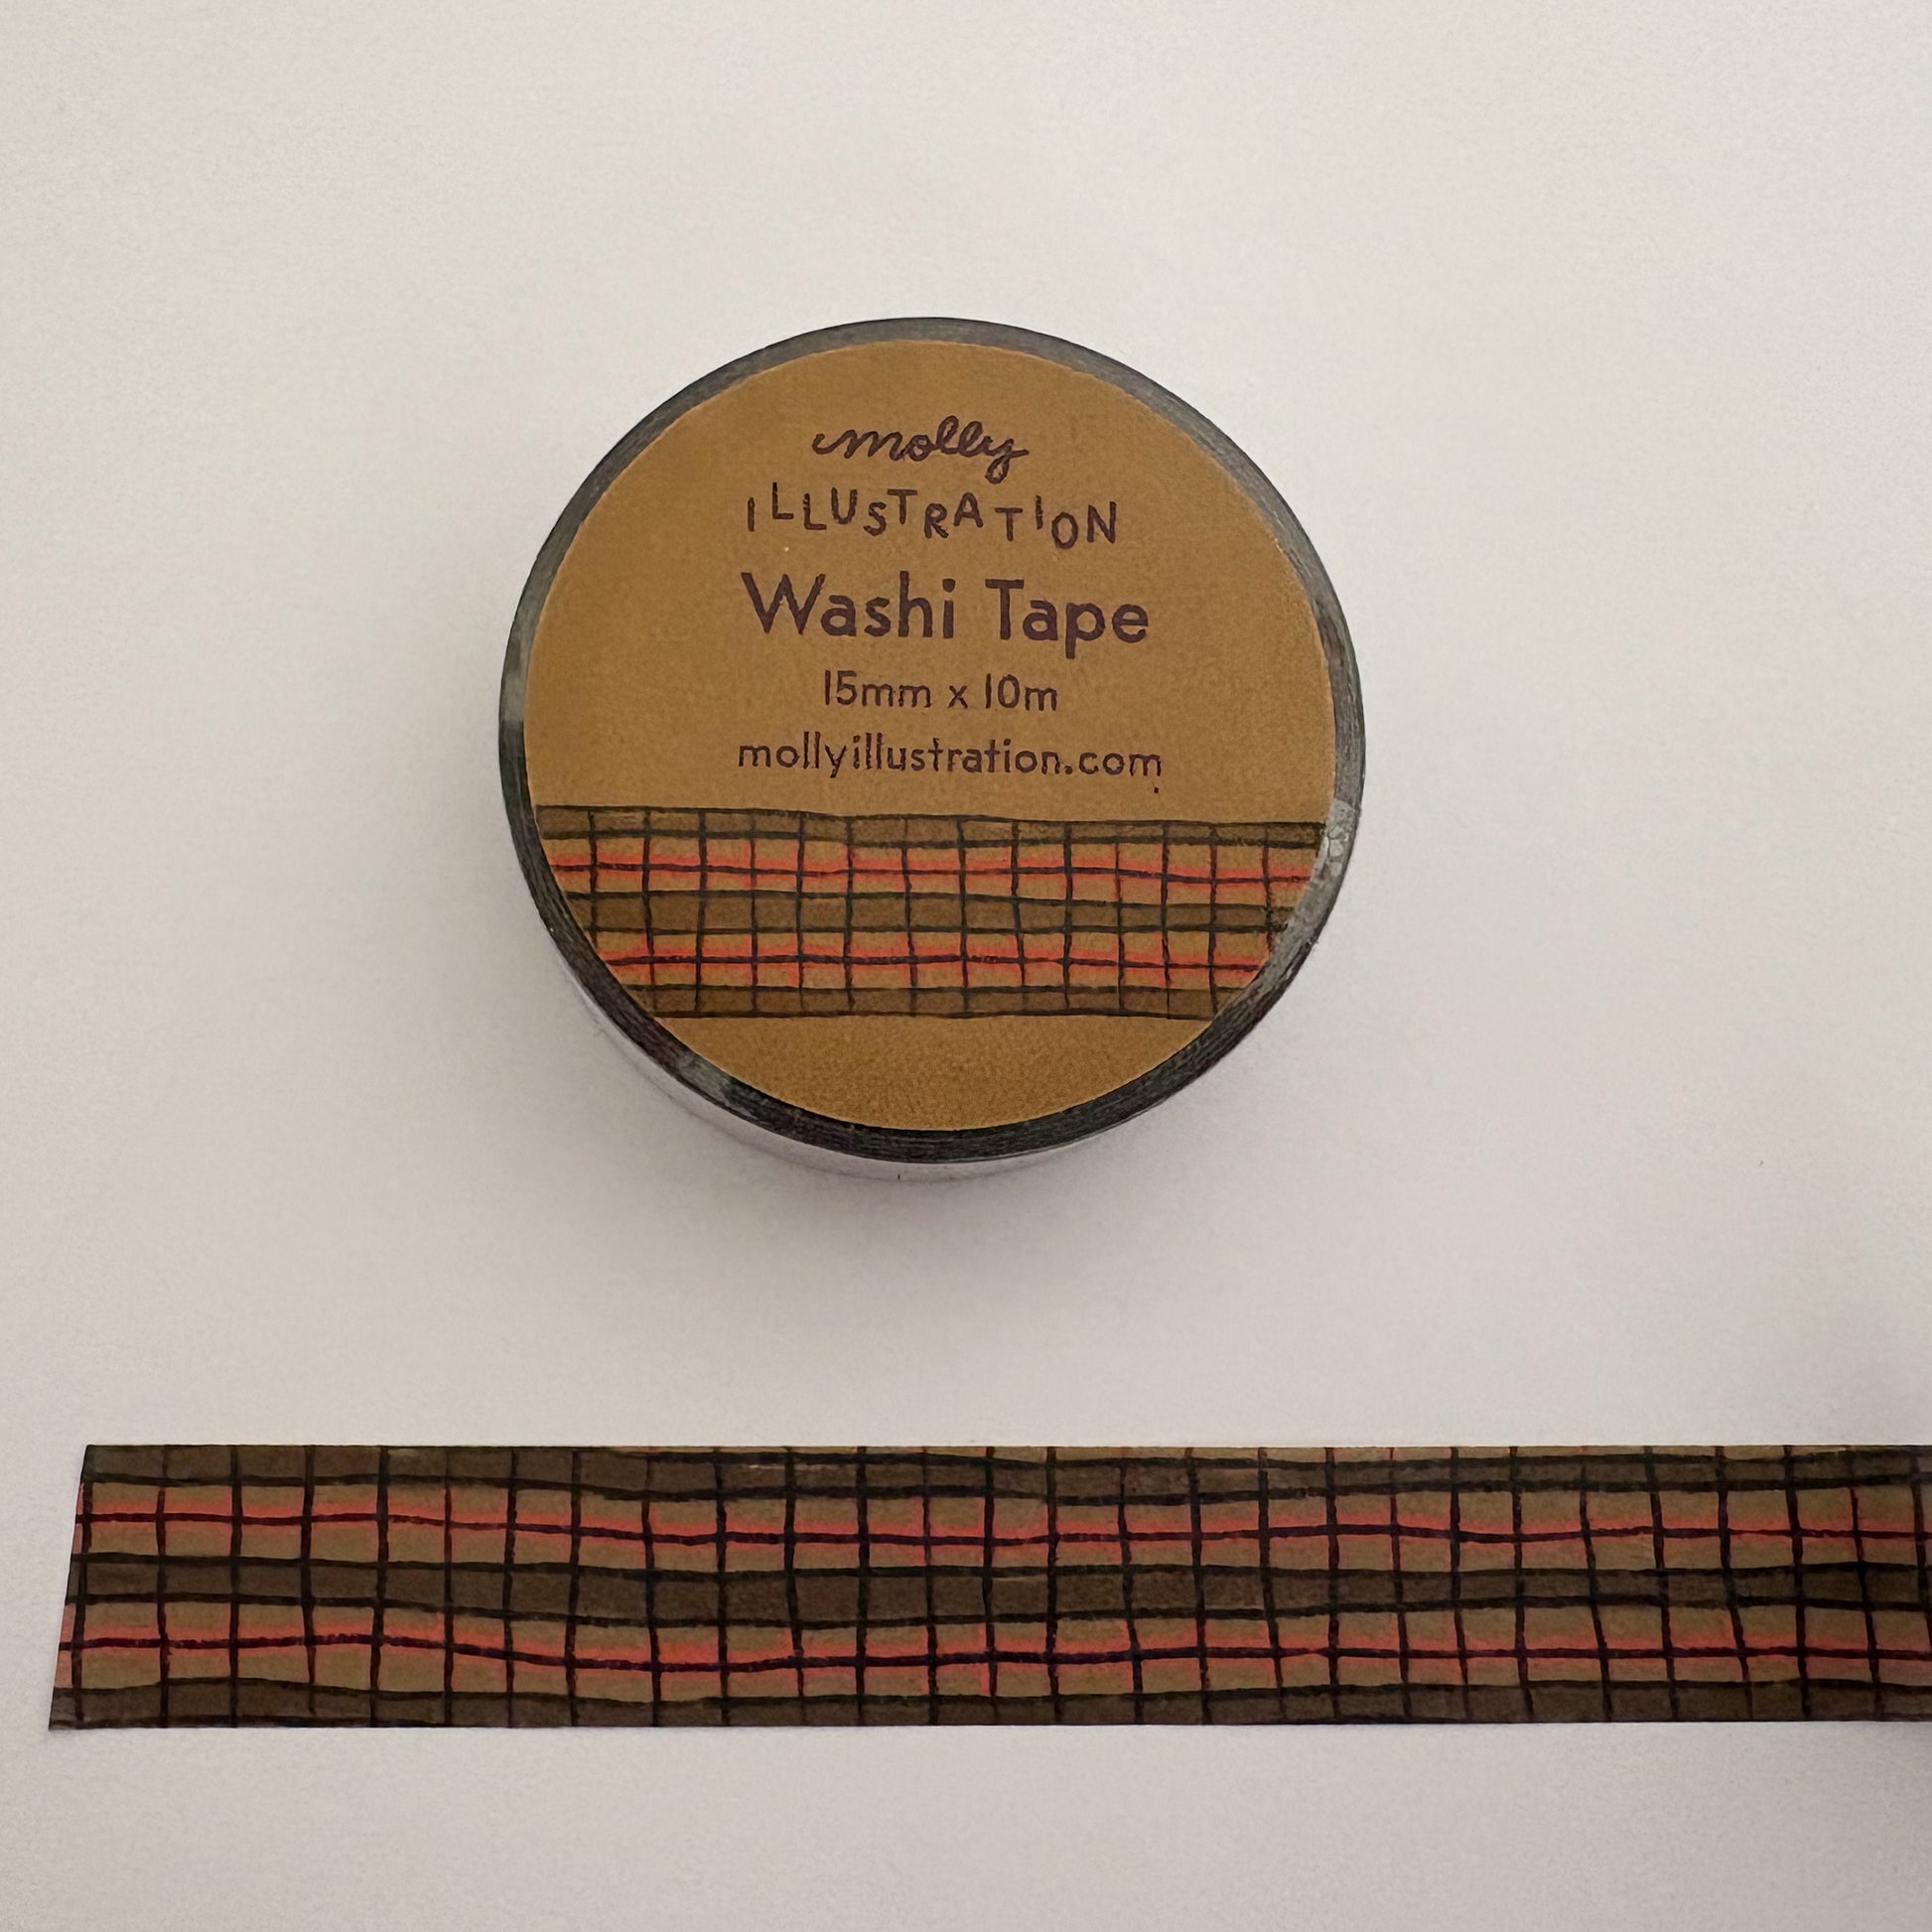 molly
ILLUSTRATION
Washi Tape
15mm x 10m
mollyillustration.com